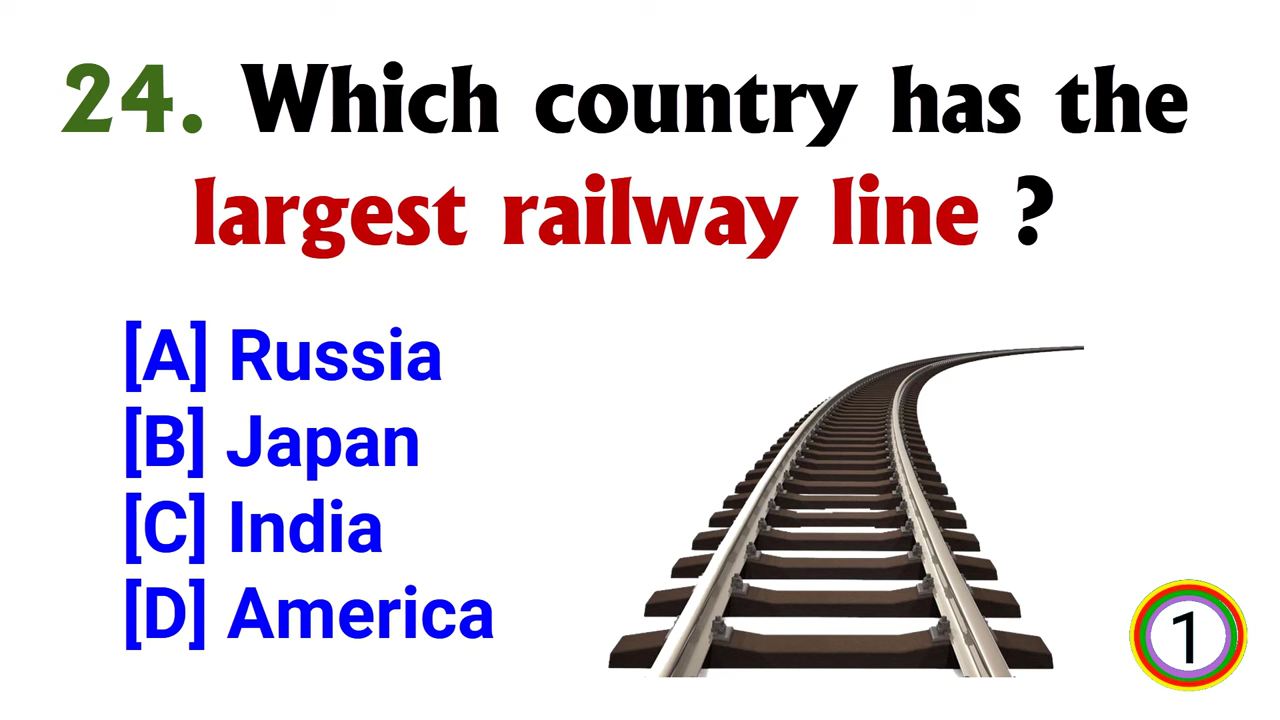 24. Which country has the
largest railway line ?
[A] Russia
[B] Japan
[C] India
[D] America
1